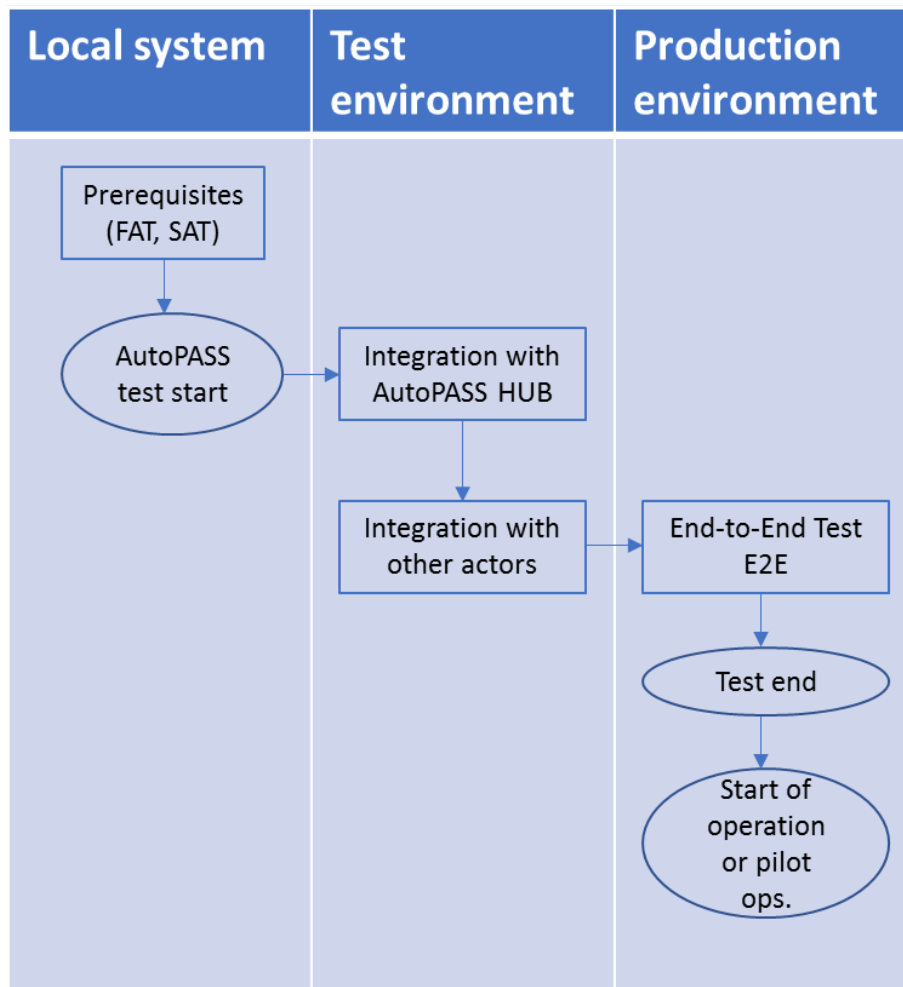 Local system
Test
environment
Production
environment
Prerequisites
(FAT, SAT)
AutoPASS
test start
Integration with
AutoPASS HUB
Integration with
other actors
End-to-End Test
E2E
Test end
Start of
operation
or pilot
ops.